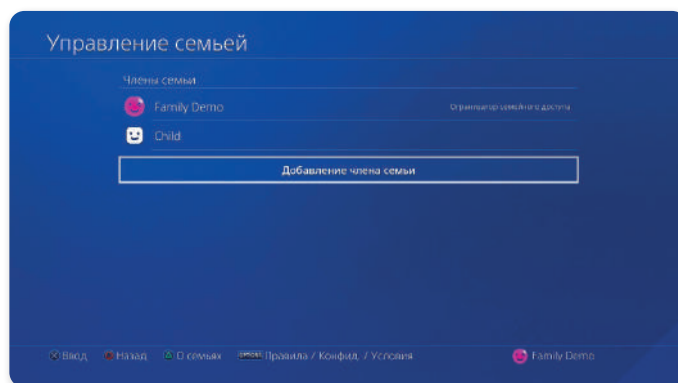 Управление семьей
Члены семьи
Family Demo Организатор семейного доступа
Child
Добавление члена семьи
Ввод Назад О семьях OPTIONS Правила / Конфид. / Условия Family Demo